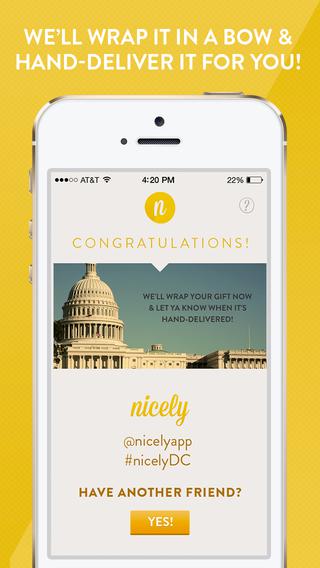 WE'LL WRAP IT IN A BOW &
HAND-DELIVER IT FOR YOU!
AT&T 4:20 PM 22%
n
?
CONGRATULATIONS!
WE'LL WRAP YOUR GIFT NOW
& LET YA KNOW WHEN IT'S
HAND-DELIVERED!
nicely
@nicelyapp
#nicelyDC
HAVE ANOTHER FRIEND?
YES!